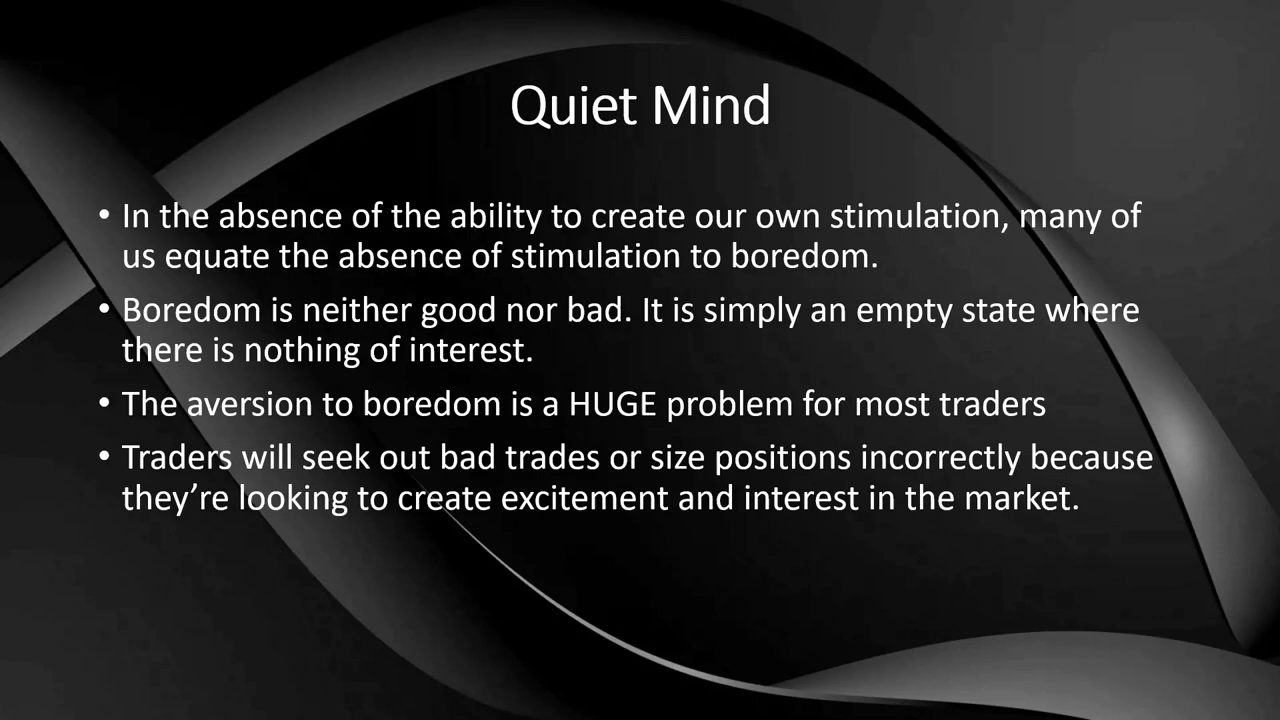 Quiet Mind
• In the absence of the ability to create our own stimulation, many of
us equate the absence of stimulation to boredom.
• Boredom is neither good nor bad. It is simply an empty state where
there is nothing of interest.
• The aversion to boredom is a HUGE problem for most traders
• Traders will seek out bad trades or size positions incorrectly because
they’re looking to create excitement and interest in the market.